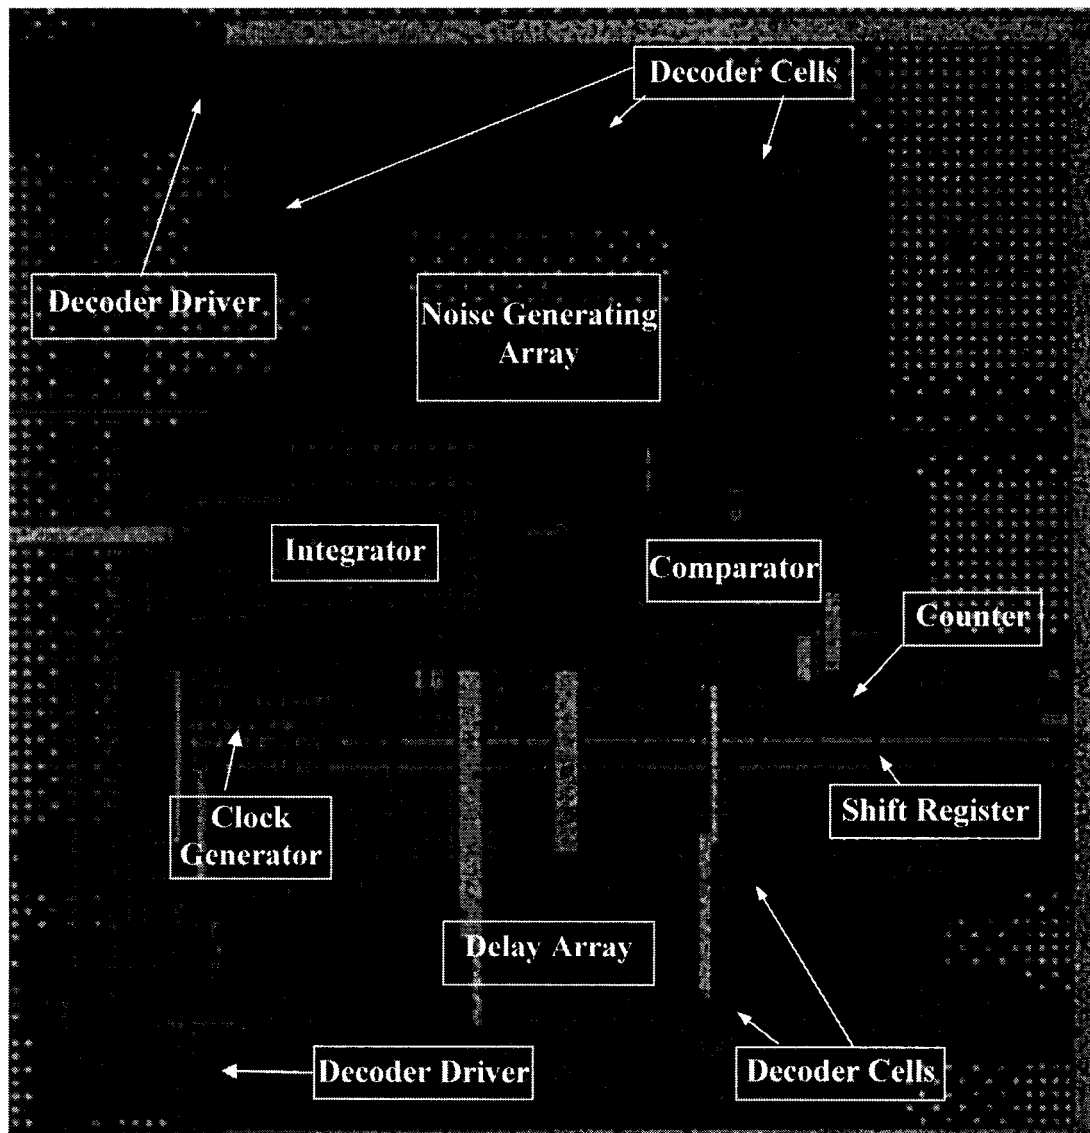 Decoder Cells
Decoder Driver
Noise Generating
Array
Integrator
Comparator
Counter
Clock
Generator
Shift Register
Delay Array
Decoder Driver
Decoder Cells